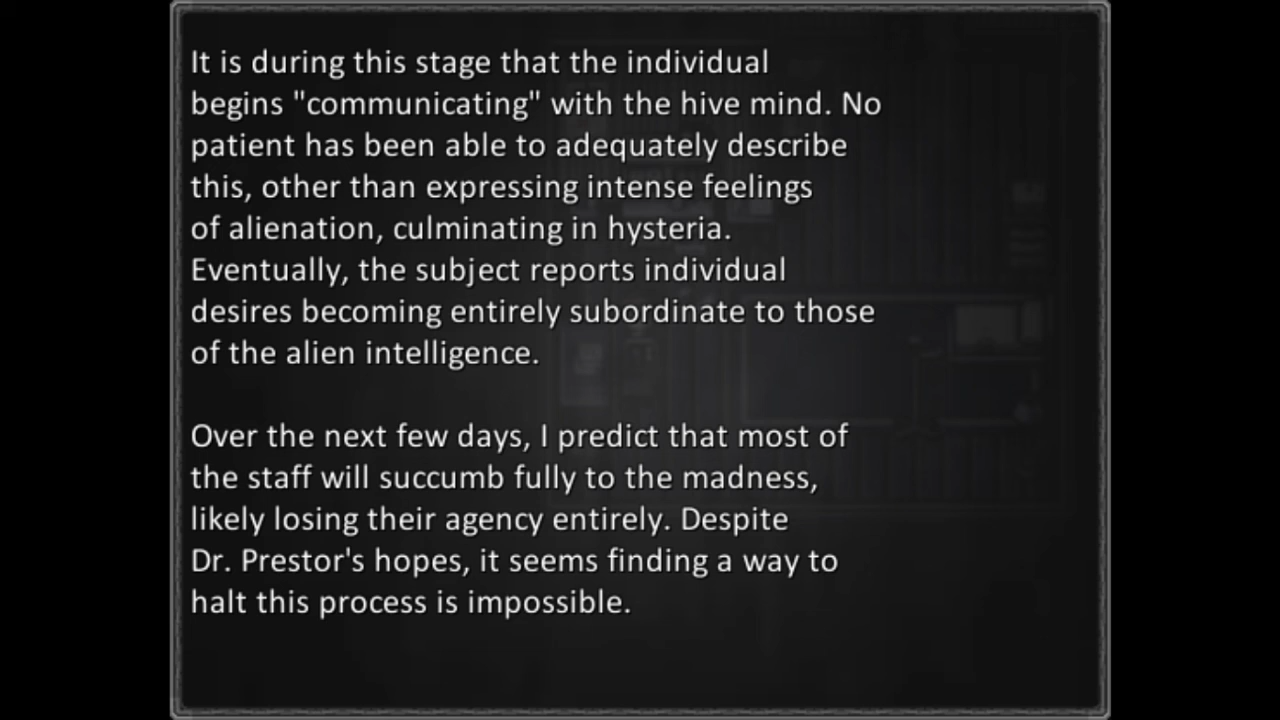 It is during this stage that the individual
begins "communicating" with the hive mind. No
patient has been able to adequately describe
this, other than expressing intense feelings
of alienation, culminating in hysteria.
Eventually, the subject reports individual
desires becoming entirely subordinate to those
of the alien intelligence.
Over the next few days, I predict that most of
the staff will succumb fully to the madness,
likely losing their agency entirely. Despite
Dr. Prestor's hopes, it seems finding a way to
halt this process is impossible.